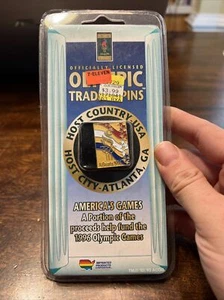 OFFICIALLY LICENSED
OLYMPIC
TRADING PINS
HOST COUNTRY USA
HOST CITY-ATLANTA, GA
AMERICA'S GAMES
A Portion of the
proceeds help fund the
1996 Olympic Games